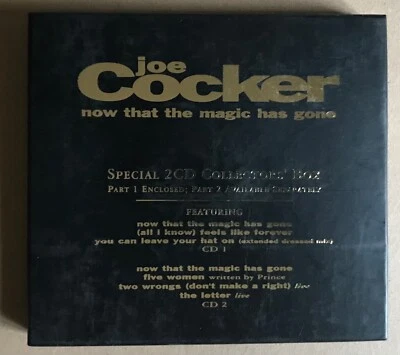 joe
Cocker
now that the magic has gone
SPECIAL 2CD COLLECTORS' BOX
PART 1 ENCLOSED; PART 2 AVAILABLE SEPARATELY
FEATURING
now that the magic has gone
(all I know) feels like forever
you can leave your hat on (extended dressed mix)
CD 1
now that the magic has gone
five women written by Prince
two wrongs (don't make a right) live
the letter live
CD 2